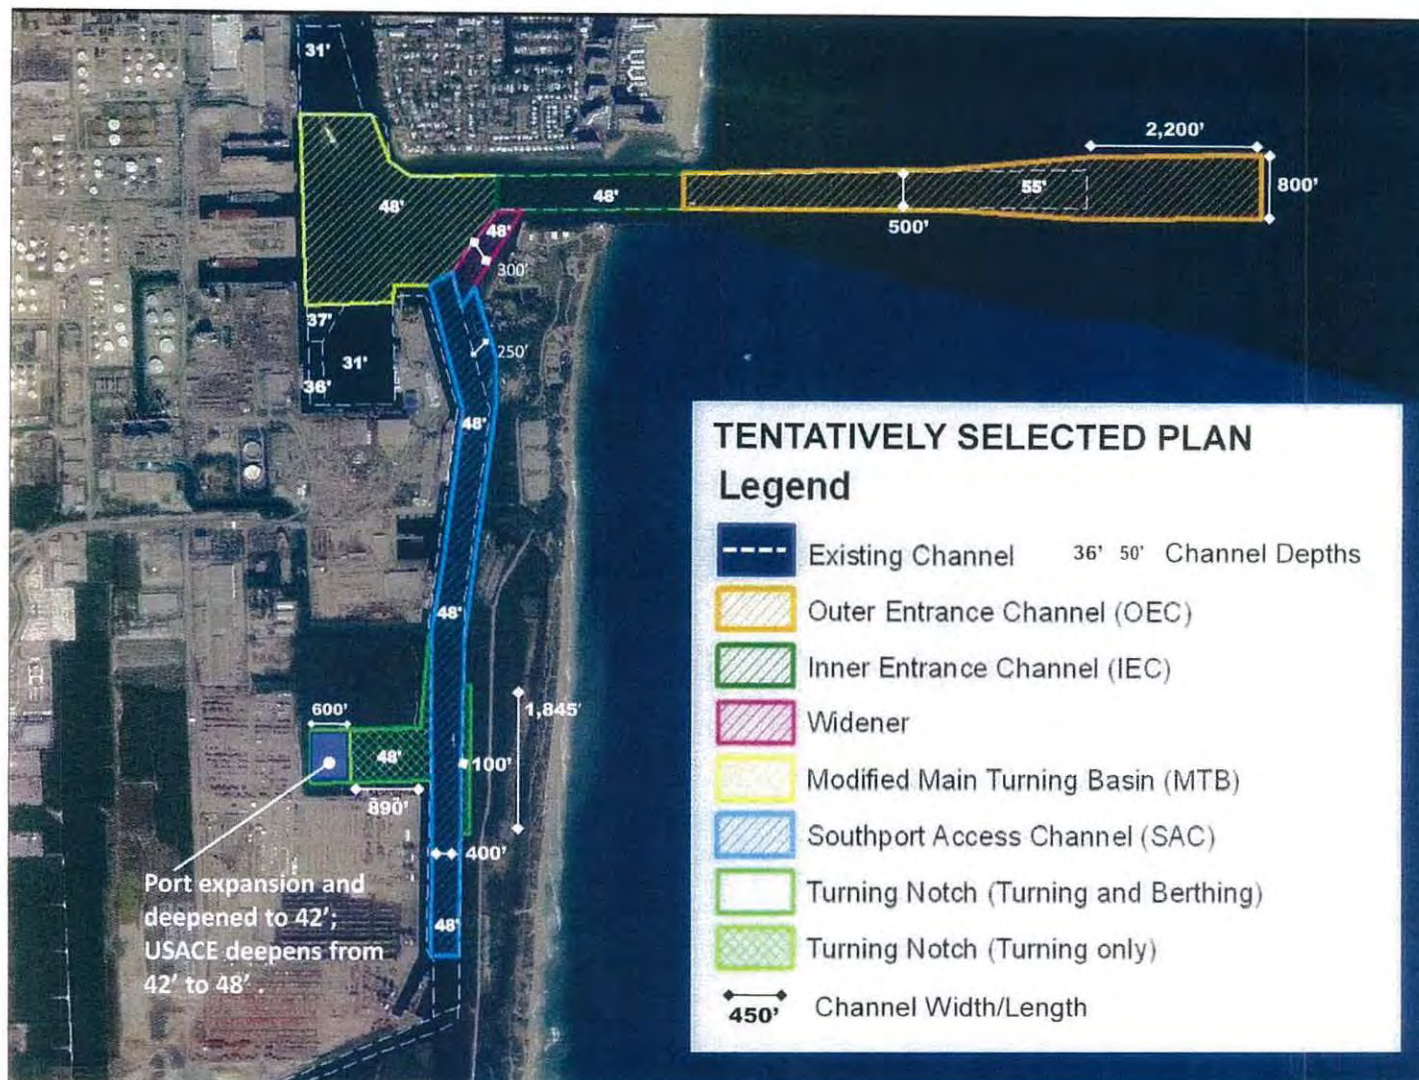 31'
2,200'
48'
48'
55'
800'
500'
48'
300'
37'
31'
36'
250'
48'
48'
600'
1,845'
48'
100'
890'
400'
48'
Port expansion and
deepened to 42';
USACE deepens from
42' to 48' .
TENTATIVELY SELECTED PLAN
Legend
Existing Channel 36' 50' Channel Depths
Outer Entrance Channel (OEC)
Inner Entrance Channel (IEC)
Widener
Modified Main Turning Basin (MTB)
Southport Access Channel (SAC)
Turning Notch (Turning and Berthing)
Turning Notch (Turning only)
450' Channel Width/Length